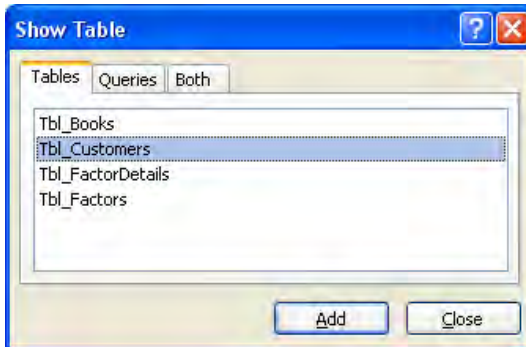 Show Table
Tables Queries Both
Tbl_Books
Tbl_Customers
Tbl_FactorDetails
Tbl_Factors
Add Close